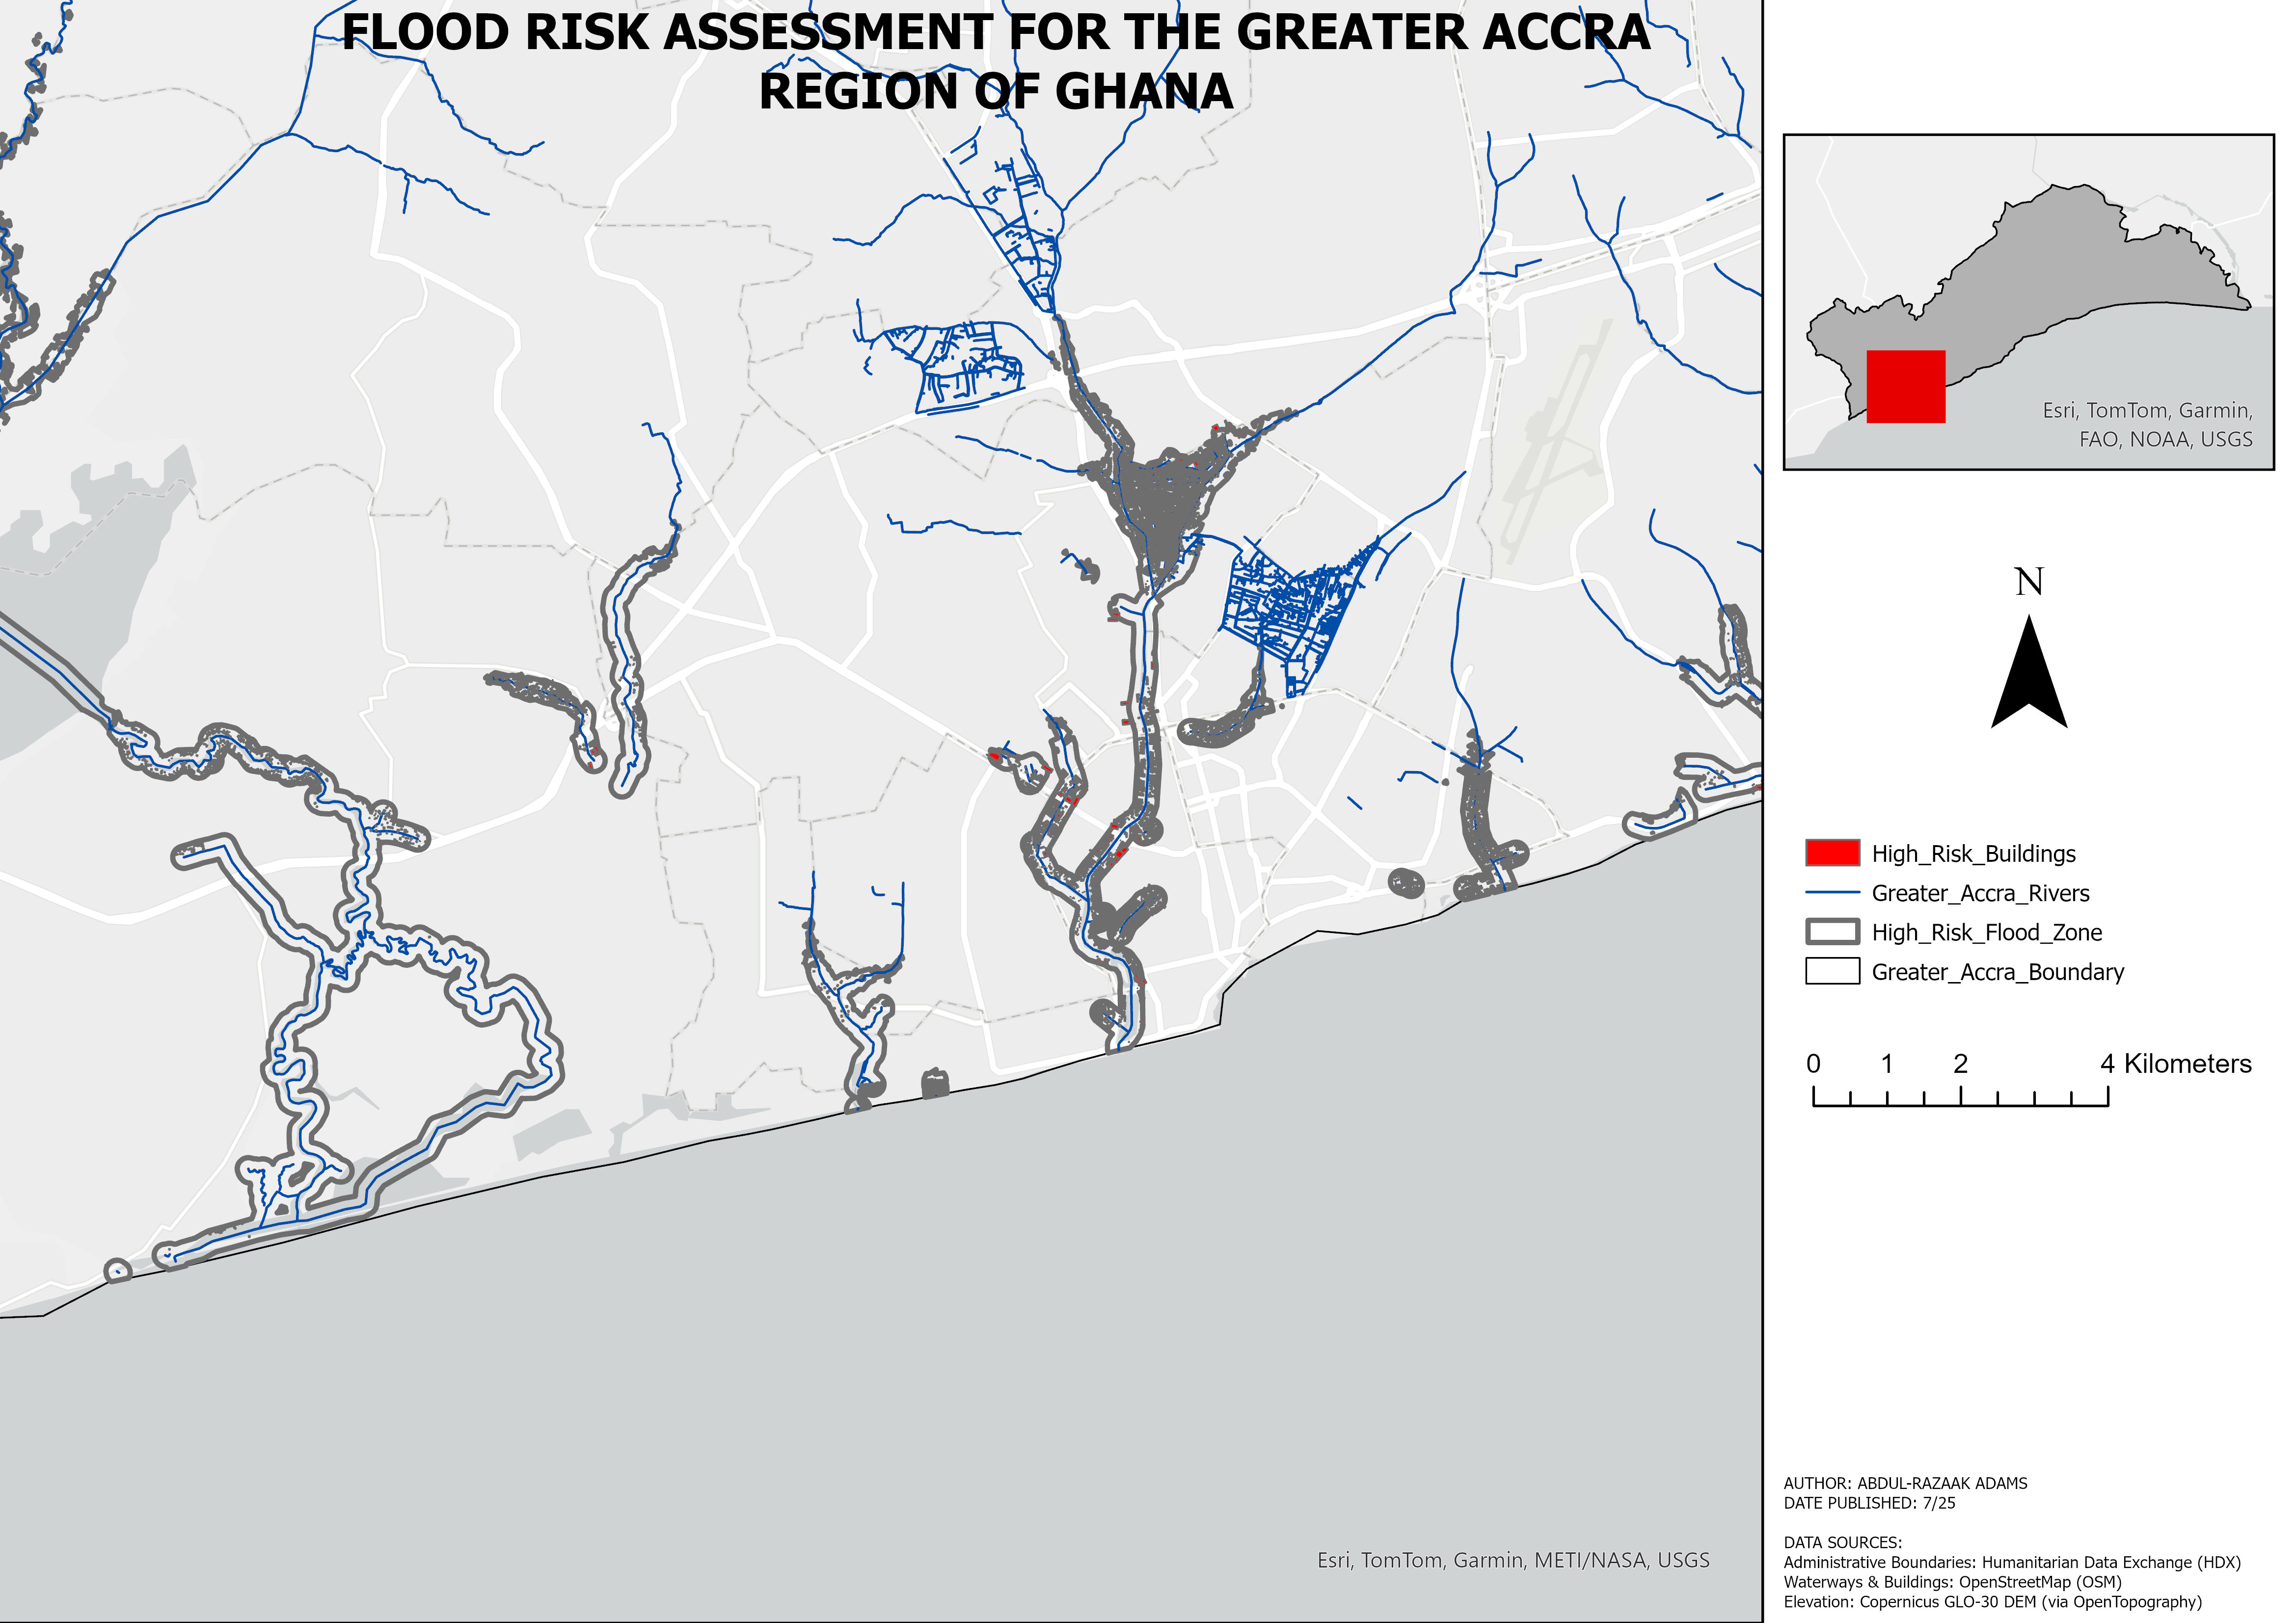 FLOOD RISK ASSESSMENT FOR THE GREATER ACCRA
REGION OF GHANA
Esri, TomTom, Garmin,
FAO, NOAA, USGS
N
High_Risk_Buildings
Greater_Accra_Rivers
High_Risk_Flood_Zone
Greater_Accra_Boundary
0 1 2 4 Kilometers
AUTHOR: ABDUL-RAZAAK ADAMS
DATE PUBLISHED: 7/25
DATA SOURCES:
Administrative Boundaries: Humanitarian Data Exchange (HDX)
Waterways & Buildings: OpenStreetMap (OSM)
Elevation: Copernicus GLO-30 DEM (via OpenTopography)
Esri, TomTom, Garmin, METI/NASA, USGS